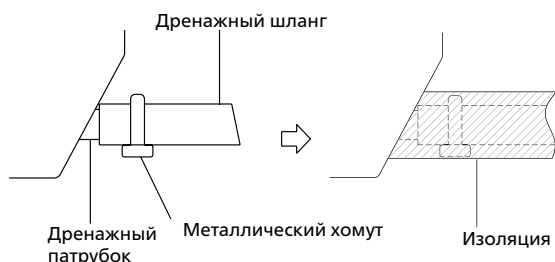 Дренажный шланг
Металлический хомут
Изоляция
Дренажный
патрубок